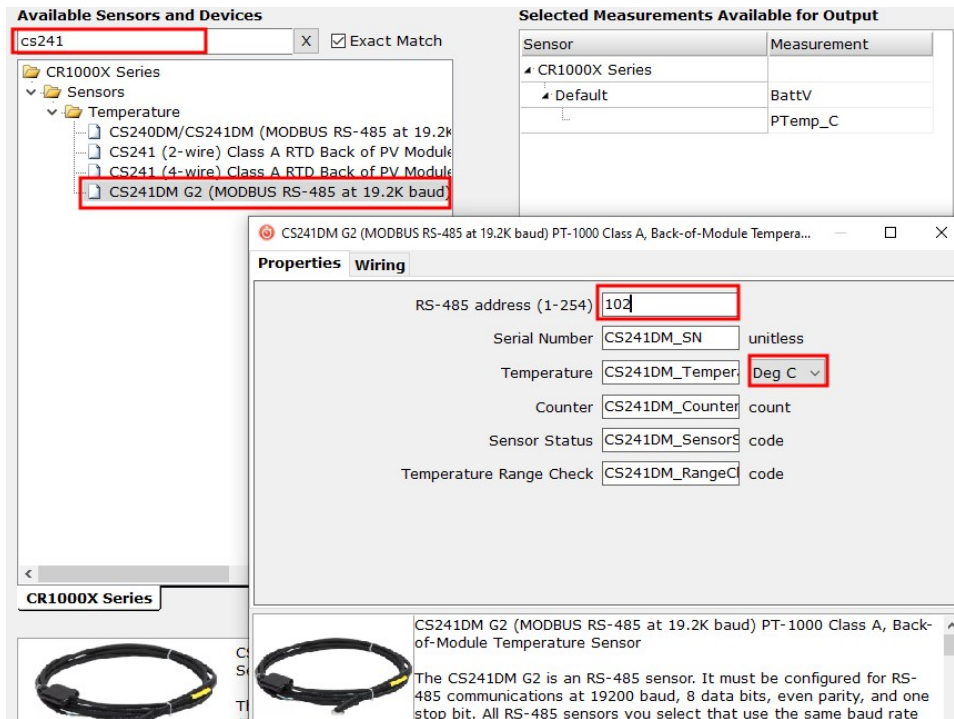 Available Sensors and Devices
cs241 X Exact Match
CR1000X Series
Sensors
Temperature
CS240DM/CS241DM (MODBUS RS-485 at 19.2K
CS241 (2-wire) Class A RTD Back of PV Module
CS241 (4-wire) Class A RTD Back of PV Module
CS241DM G2 (MODBUS RS-485 at 19.2K baud)
CR1000X Series
Selected Measurements Available for Output
Sensor Measurement
CR1000X Series
Default BattV
PTemp_C
CS241DM G2 (MODBUS RS-485 at 19.2K baud) PT-1000 Class A, Back-of-Module Tempera...
Properties Wiring
RS-485 address (1-254) 102
Serial Number CS241DM_SN unitless
Temperature CS241DM_Tempera Deg C
Counter CS241DM_Counter count
Sensor Status CS241DM_SensorS code
Temperature Range Check CS241DM_RangeCl code
CS241DM G2 (MODBUS RS-485 at 19.2K baud) PT-1000 Class A, Back-
of-Module Temperature Sensor
The CS241DM G2 is an RS-485 sensor. It must be configured for RS-
485 communications at 19200 baud, 8 data bits, even parity, and one
stop bit. All RS-485 sensors you select that use the same baud rate